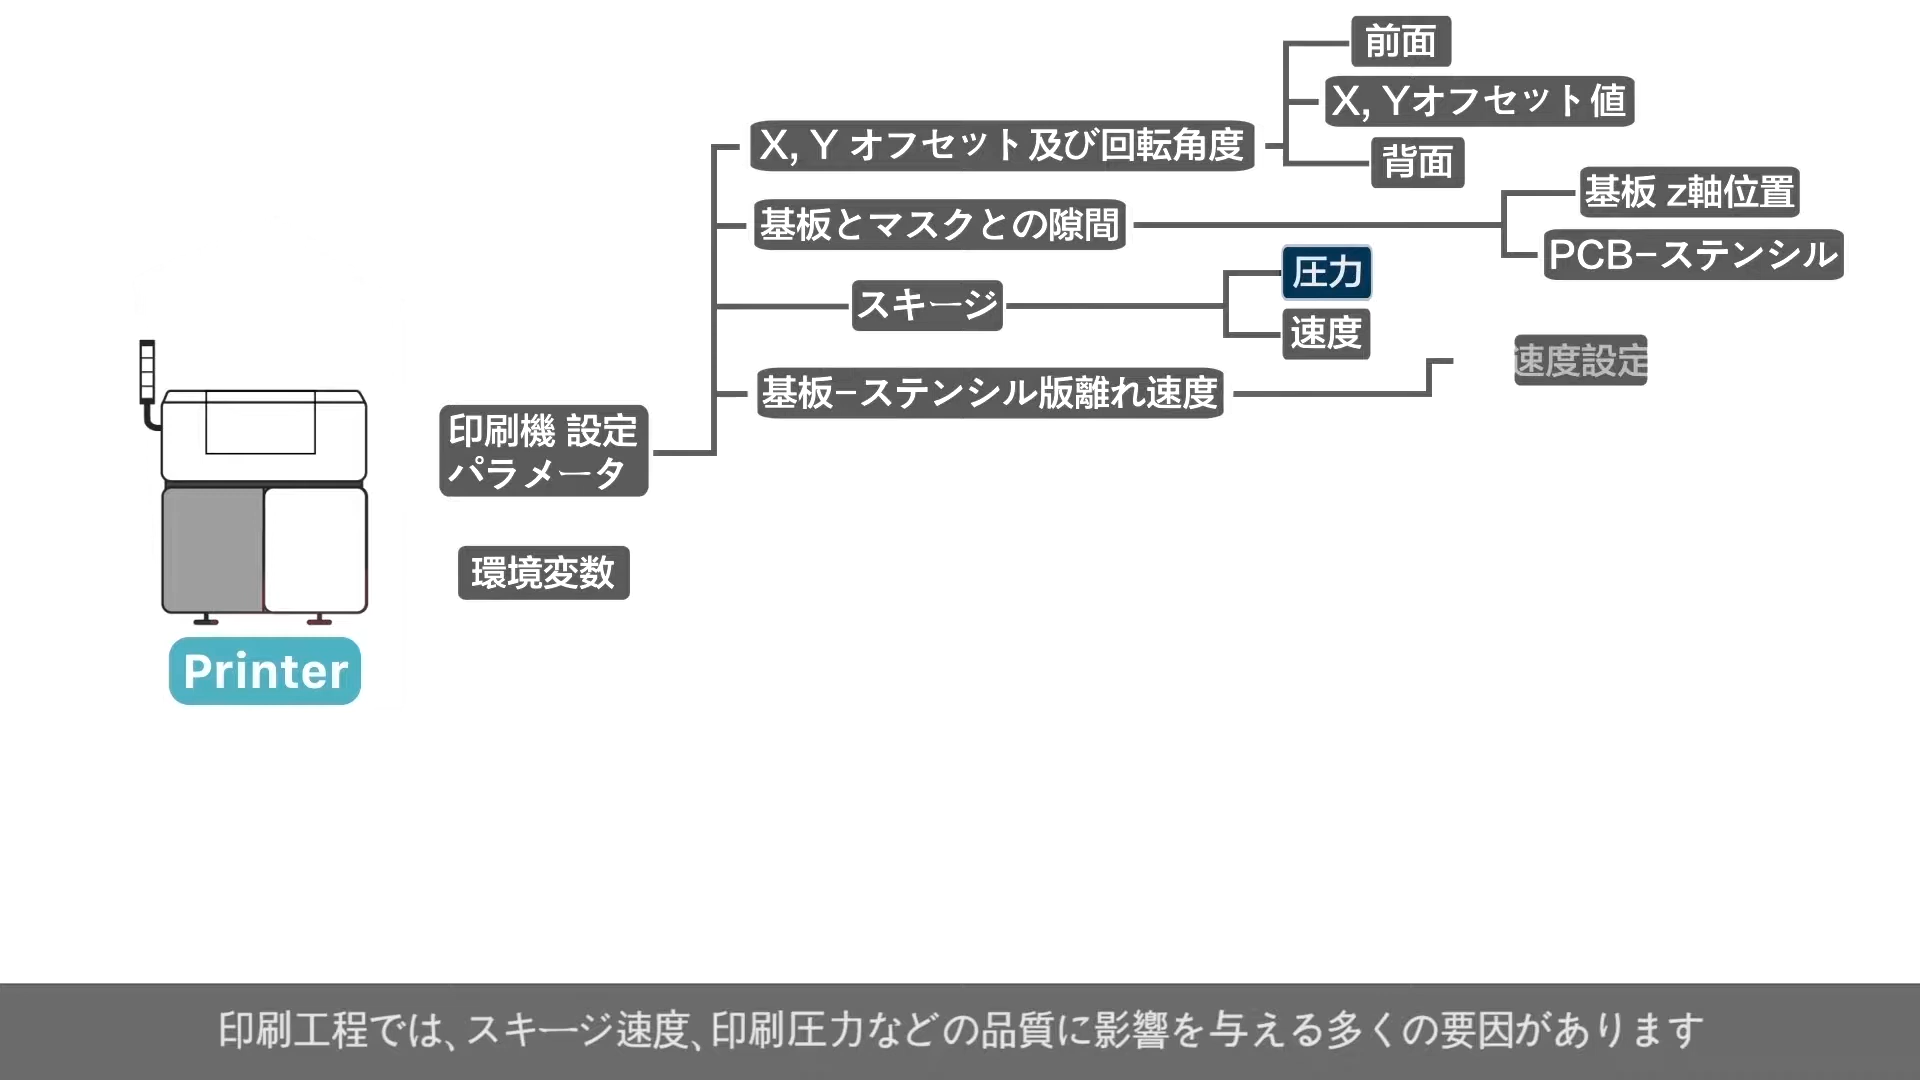 前面
X, Yオフセット値
X, Y オフセット及び回転角度
背面
基板 z軸位置
基板とマスクとの隙間
PCB−ステンシル
圧力
スキージ
速度
速度設定
基板−ステンシル版離れ速度
印刷機 設定
パラメータ
環境変数
Printer
印刷工程では、スキージ速度、印刷圧力などの品質に影響を与える多くの要因があります